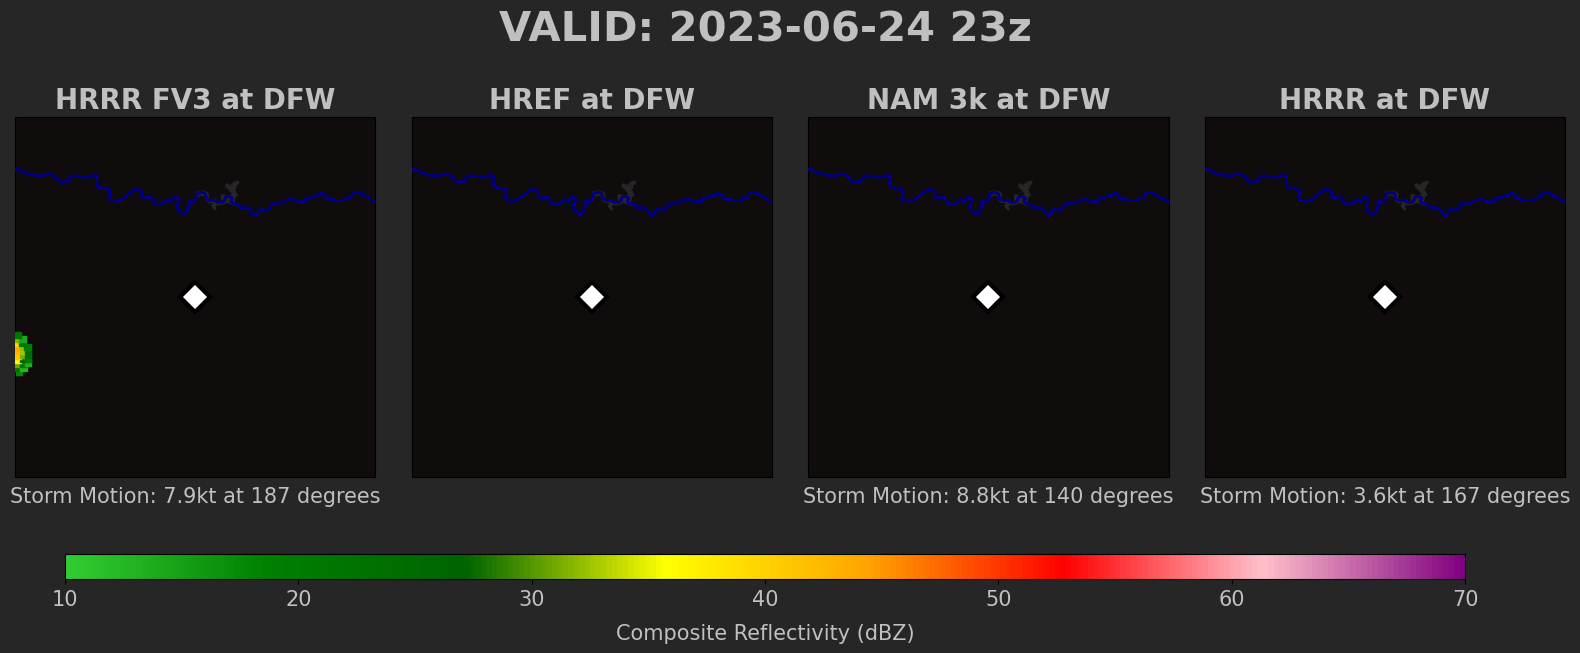 VALID: 2023-06-24 23z
HRRR FV3 at DFW
HREF at DFW
NAM 3k at DFW
HRRR at DFW
Storm Motion: 7.9kt at 187 degrees
Storm Motion: 8.8kt at 140 degrees
Storm Motion: 3.6kt at 167 degrees
10 20 30 40 50 60 70
Composite Reflectivity (dBZ)